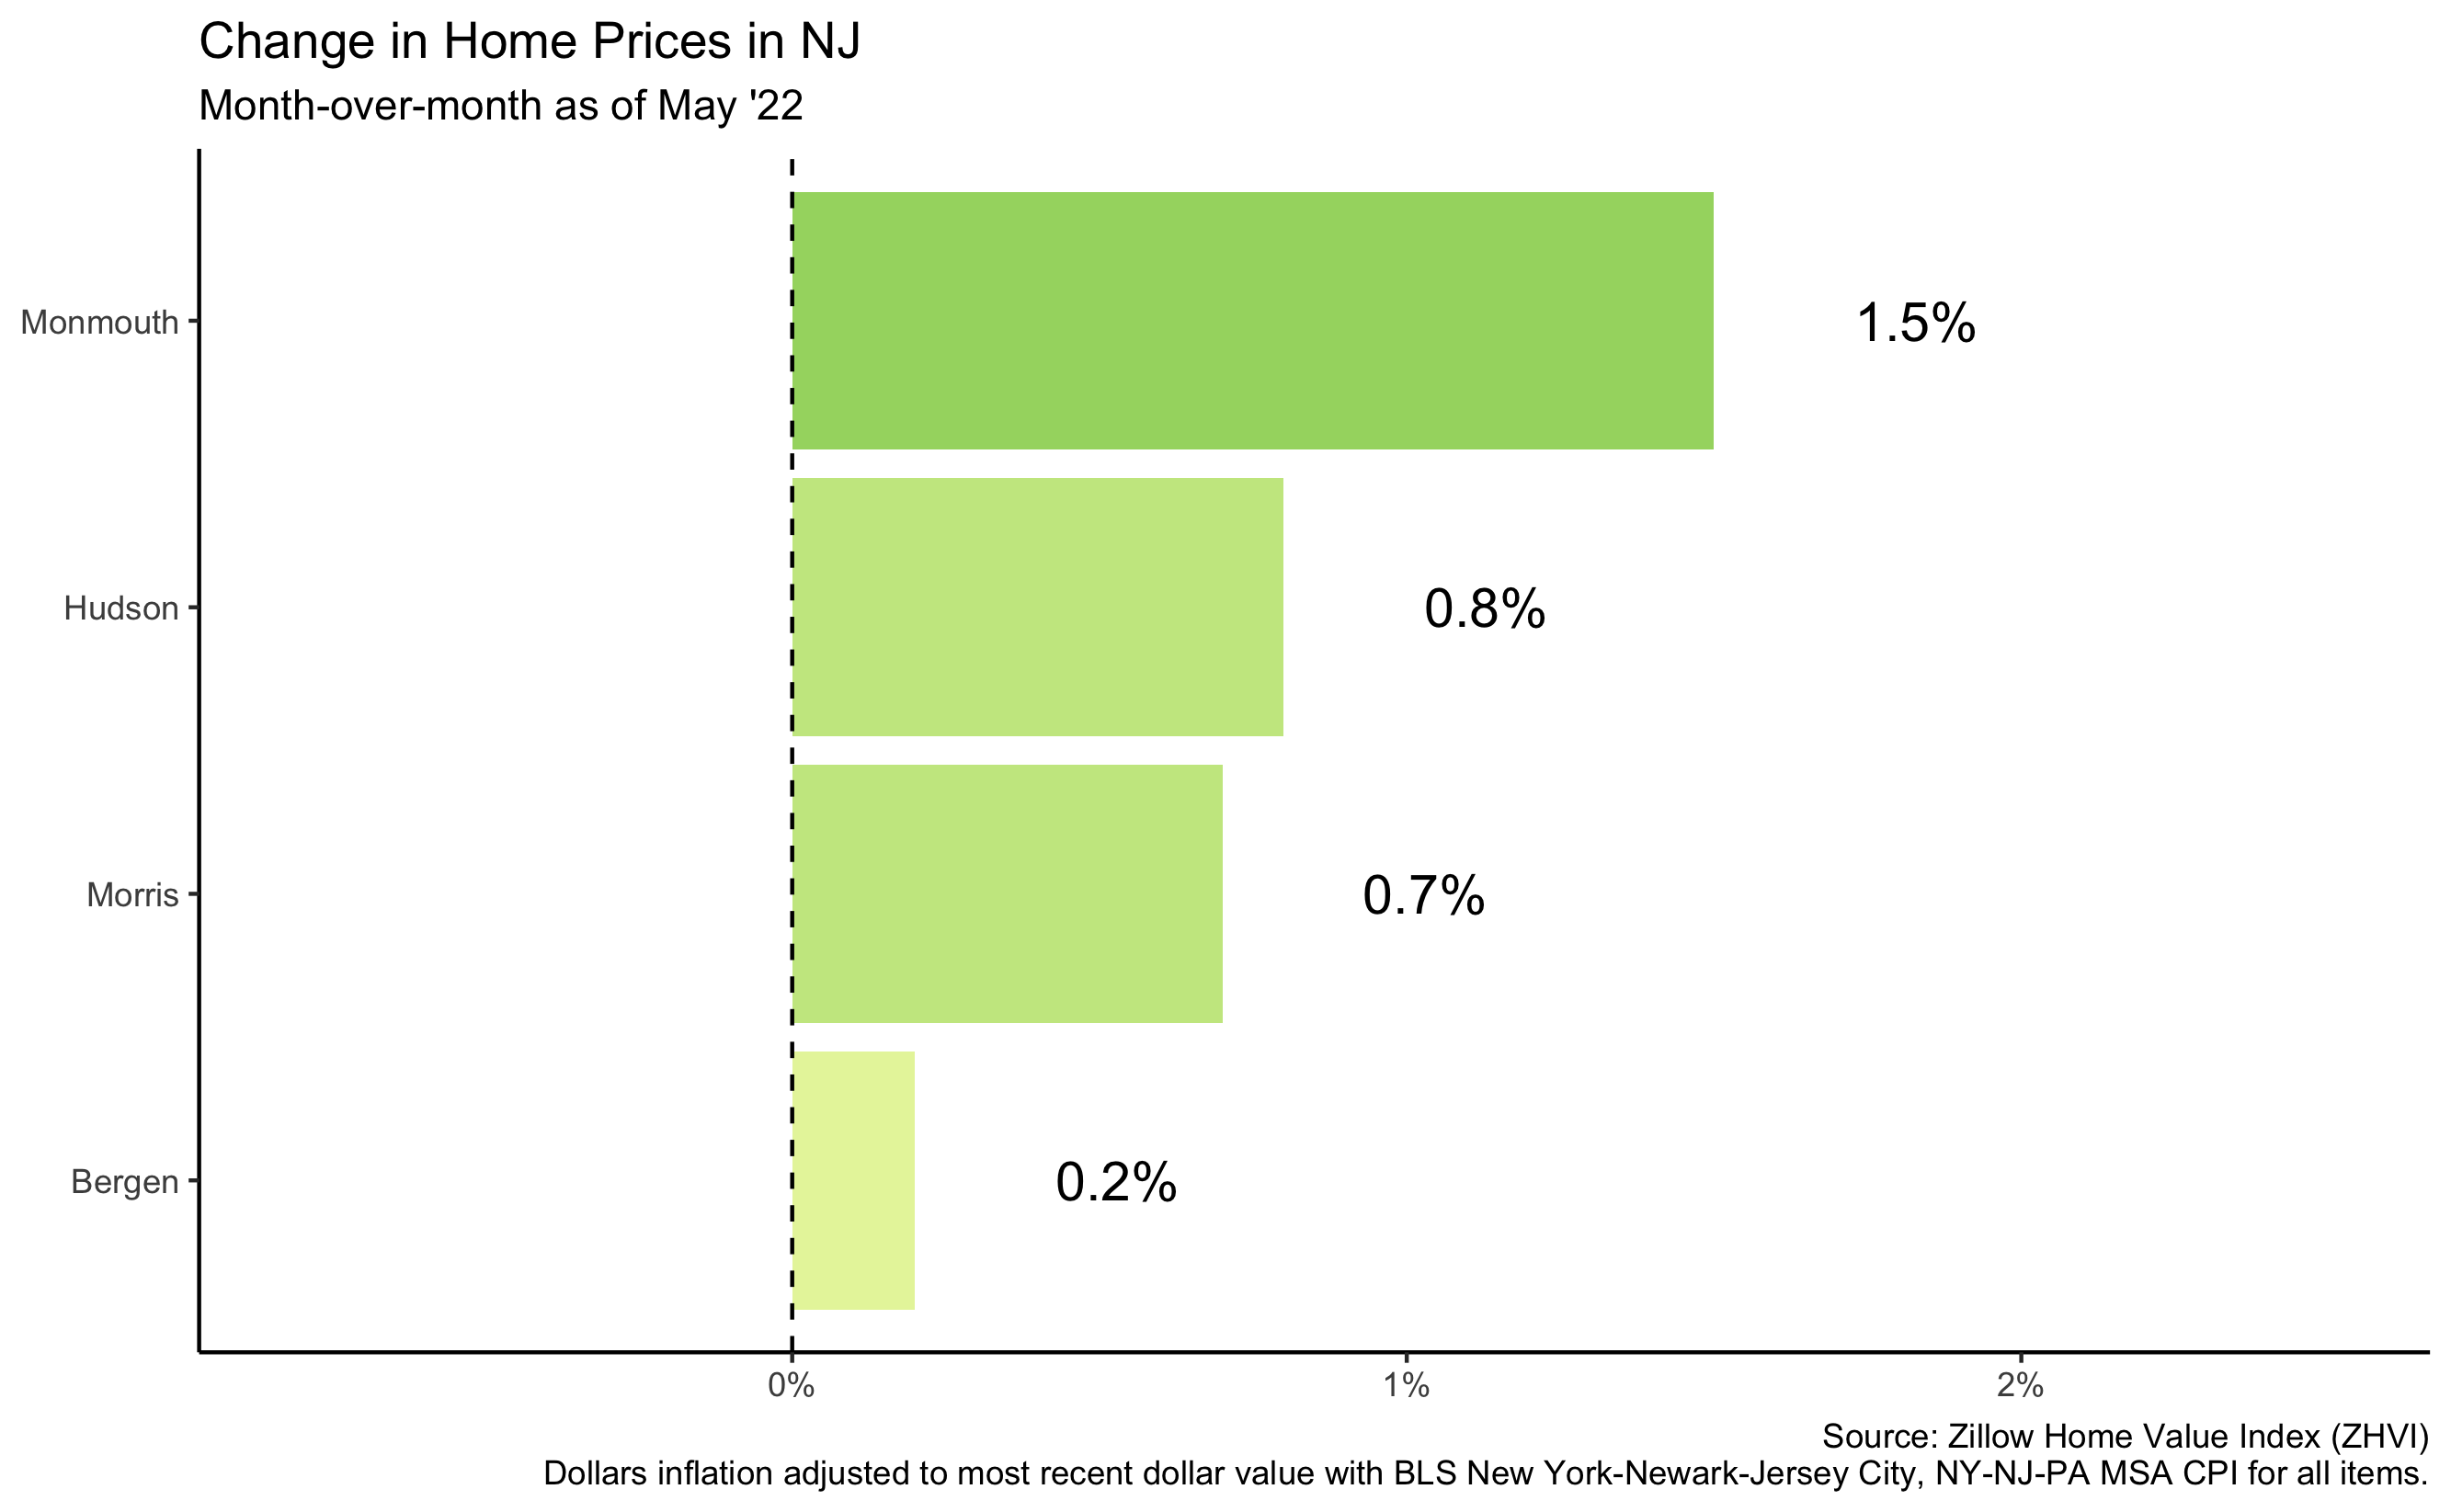 Change in Home Prices in NJ
Month-over-month as of May '22
Monmouth
1.5%
Hudson
0.8%
Morris
0.7%
Bergen
0.2%
0%
1%
2%
Source: Zillow Home Value Index (ZHVI)
Dollars inflation adjusted to most recent dollar value with BLS New York-Newark-Jersey City, NY-NJ-PA MSA CPI for all items.